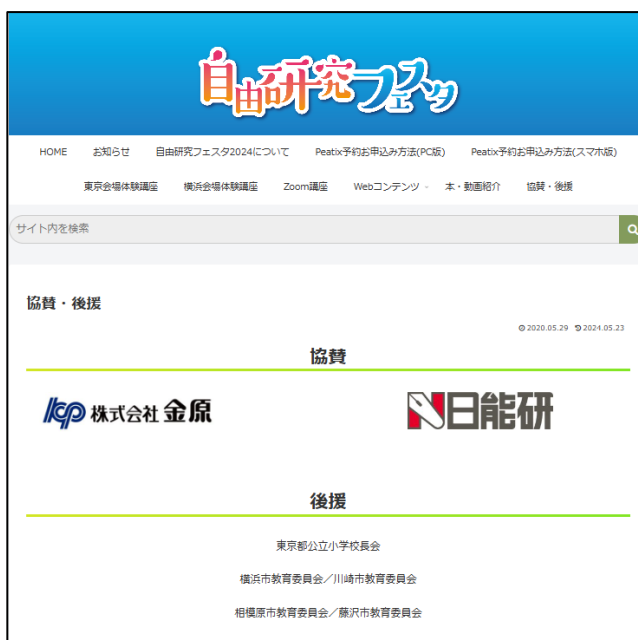 自由研究フェスタ
HOME お知らせ 自由研究フェスタ2024について Peatix予約お申込み方法(PC版) Peatix予約お申込み方法(スマホ版)
東京会場体験講座 横浜会場体験講座 Zoom講座 Webコンテンツ 本・動画紹介 協賛・後援
サイト内を検索
協賛・後援
2020.05.29 2024.05.23
協賛
kp 株式会社 金原 N日能研
後援
東京都公立小学校長会
横浜市教育委員会／川崎市教育委員会
相模原市教育委員会／藤沢市教育委員会